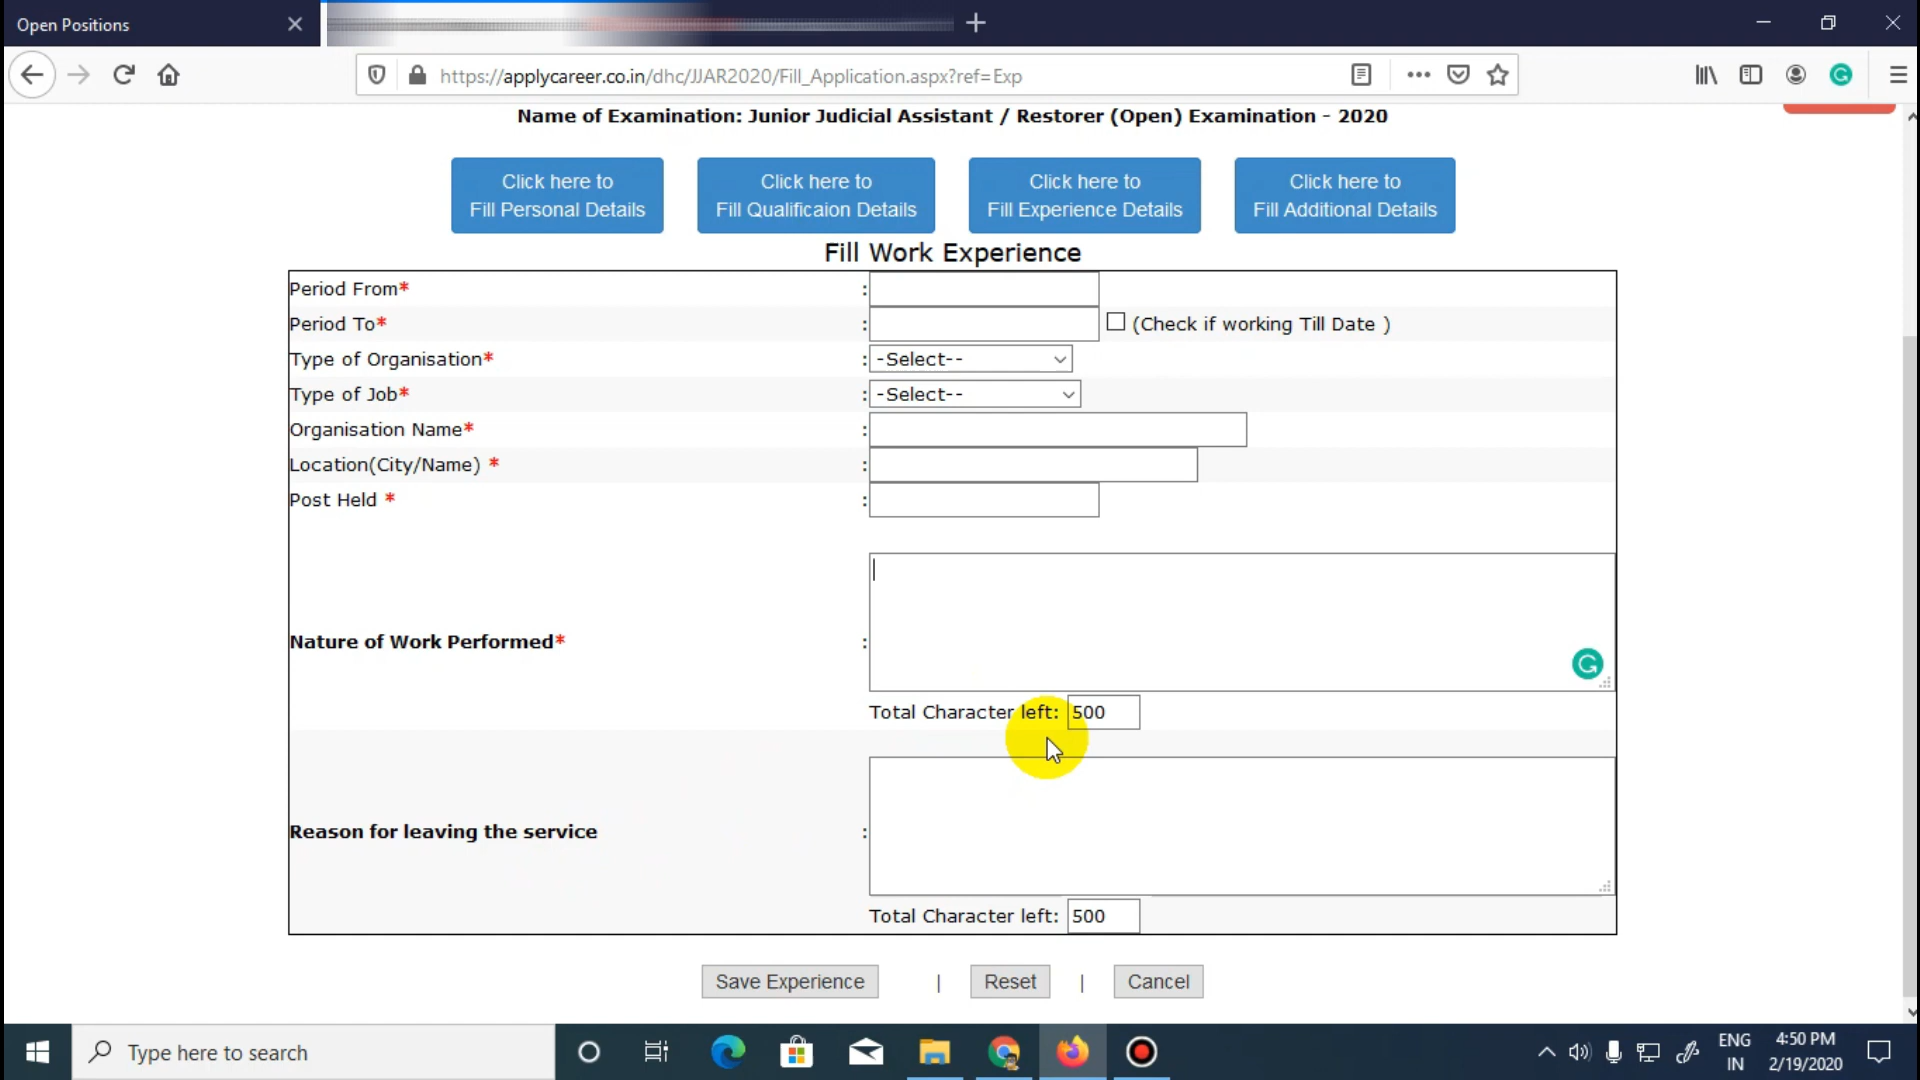 Open Positions
https://applycareer.co.in/dhc/JJAR2020/Fill_Application.aspx?ref=Exp
Name of Examination: Junior Judicial Assistant / Restorer (Open) Examination - 2020
Click here to
Fill Personal Details
Click here to
Fill Qualificaion Details
Click here to
Fill Experience Details
Click here to
Fill Additional Details
Fill Work Experience
Period From* :
Period To* : (Check if working Till Date )
Type of Organisation* : -Select--
Type of Job* : -Select--
Organisation Name* :
Location(City/Name) * :
Post Held * :
Nature of Work Performed* :
Total Character left: 500
Reason for leaving the service :
Total Character left: 500
Save Experience | Reset | Cancel
Type here to search
ENG
IN
4:50 PM
2/19/2020